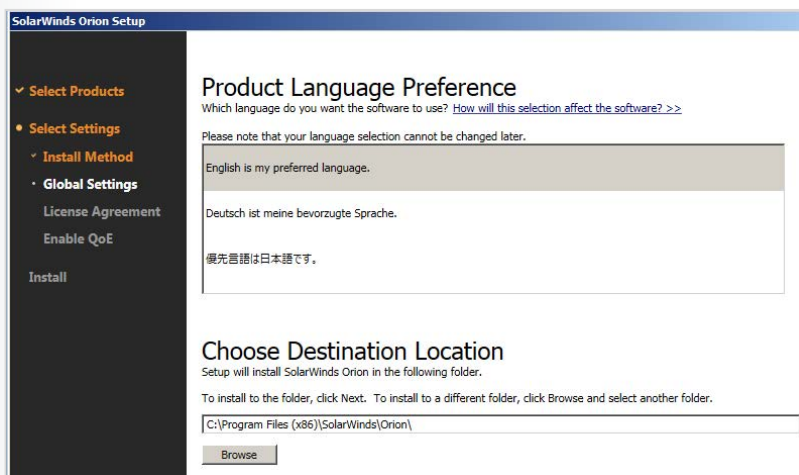 SolarWinds Orion Setup
Select Products
Select Settings
Install Method
Global Settings
License Agreement
Enable QoE
Install
Product Language Preference
Which language do you want the software to use? How will this selection affect the software? >>
Please note that your language selection cannot be changed later.
English is my preferred language.
Deutsch ist meine bevorzugte Sprache.
優先言語は日本語です。
Choose Destination Location
Setup will install SolarWinds Orion in the following folder.
To install to the folder, click Next. To install to a different folder, click Browse and select another folder.
C:\Program Files (x86)\SolarWinds\Orion\
Browse